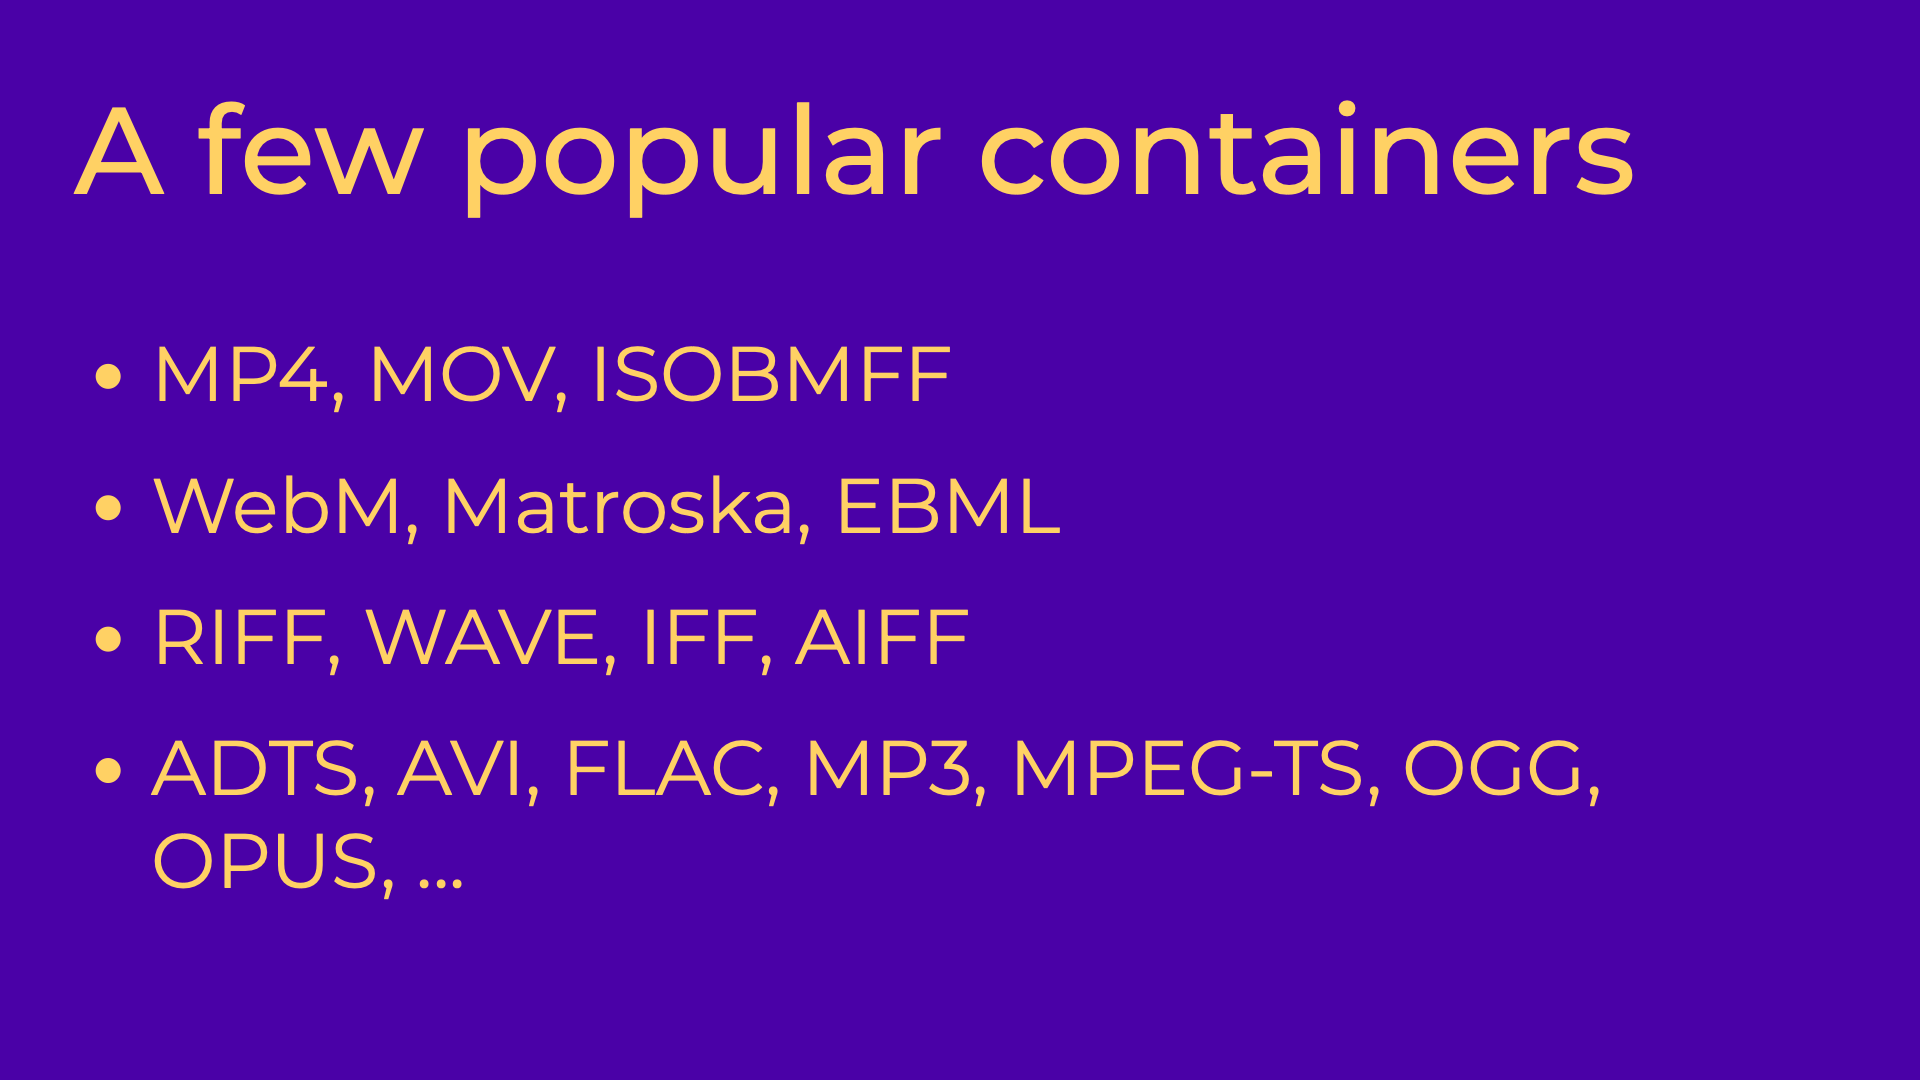 A few popular containers
• MP4, MOV, ISOBMFF
• WebM, Matroska, EBML
• RIFF, WAVE, IFF, AIFF
• ADTS, AVI, FLAC, MP3, MPEG-TS, OGG,
OPUS, ...